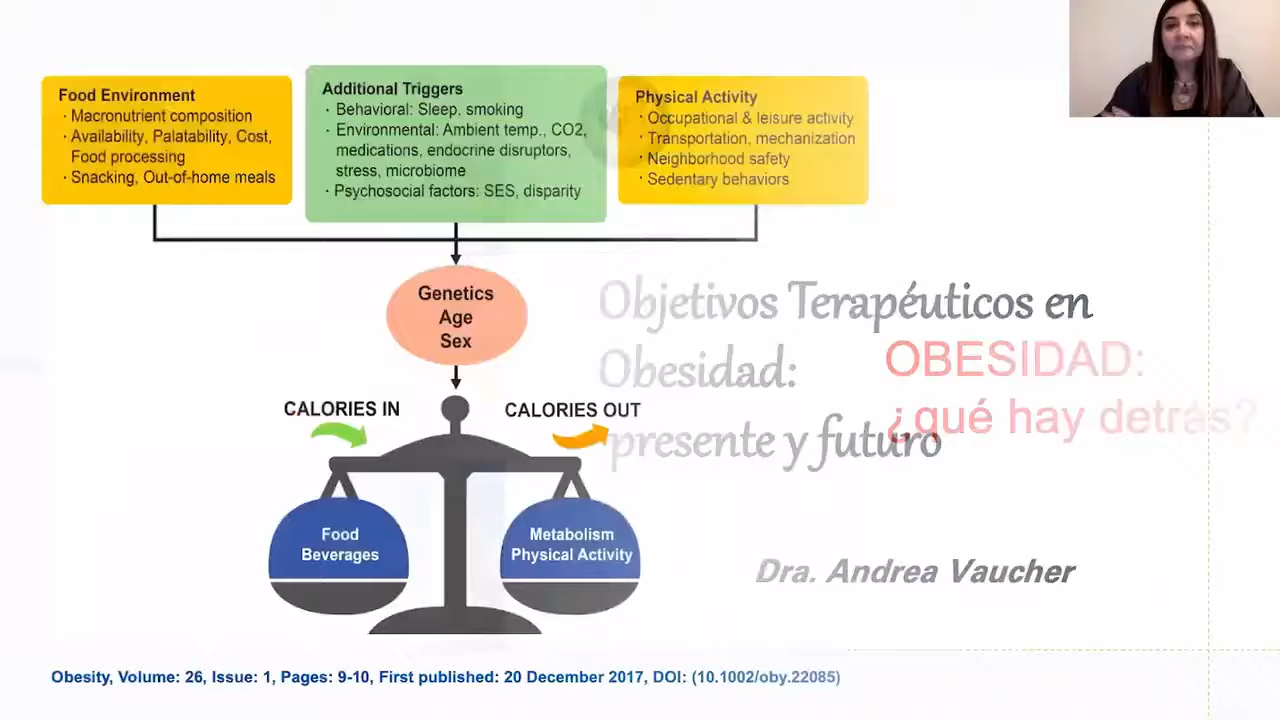 Food Environment
· Macronutrient composition
· Availability, Palatability, Cost,
Food processing
· Snacking, Out-of-home meals
Additional Triggers
· Behavioral: Sleep. smoking
· Environmental: Ambient temp., CO2,
medications, endocrine disruptors,
stress, microbiome
· Psychosocial factors: SES, disparity
Physical Activity
· Occupational & leisure activity
· Transportation, mechanization
· Neighborhood safety
· Sedentary behaviors
Genetics
Age
Sex
CALORIES IN
CALORIES OUT
Food
Beverages
Metabolism
Physical Activity
Objetivos Terapéuticos en
Obesidad:
presente y futuro
OBESIDAD:
¿qué hay detrás?
Dra. Andrea Vaucher
Obesity, Volume: 26, Issue: 1, Pages: 9-10, First published: 20 December 2017, DOI: (10.1002/oby.22085)